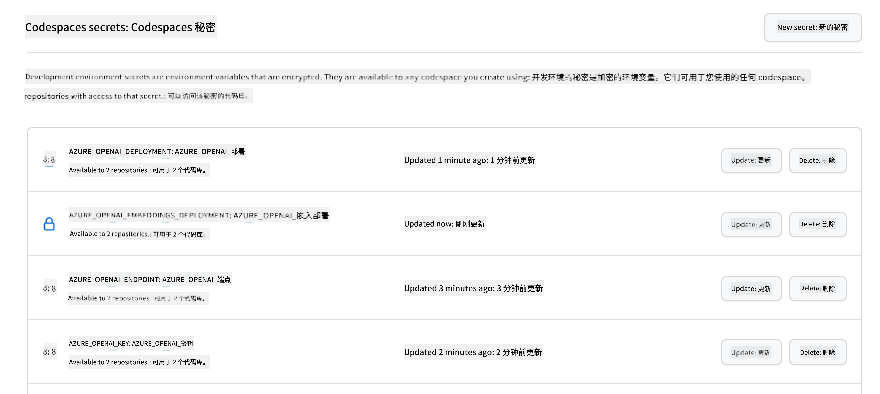 Codespaces secrets: Codespaces 秘密
New secret: 新的秘密
Development environment secrets are environment variables that are encrypted. They are available to any codespace you create using: 开发环境的秘密是加密的环境变量。它们可用于您使用的任何 codespace。
repositories with access to that secret.: 可以访问该秘密的代码库。
8: 8
AZURE_OPENAI_DEPLOYMENT: AZURE_OPENAI_部署
Available to 2 repositories.: 可用于 2 个代码库。
Updated 1 minute ago: 1 分钟前更新
Update: 更新
Delete: 删除
AZURE_OPENAI_EMBEDDINGS_DEPLOYMENT: AZURE_OPENAI_嵌入部署
Available to 2 repositories.: 可用于 2 个代码库。
Updated now: 刚刚更新
Update: 更新
Delete: 删除
8: 8
AZURE_OPENAI_ENDPOINT: AZURE_OPENAI_端点
Available to 2 repositories.: 可用于 2 个代码库。
Updated 3 minutes ago: 3 分钟前更新
Update: 更新
Delete: 删除
8: 8
AZURE_OPENAI_KEY: AZURE_OPENAI_密钥
Available to 2 repositories.: 可用于 2 个代码库。
Updated 2 minutes ago: 2 分钟前更新
Update: 更新
Delete: 删除